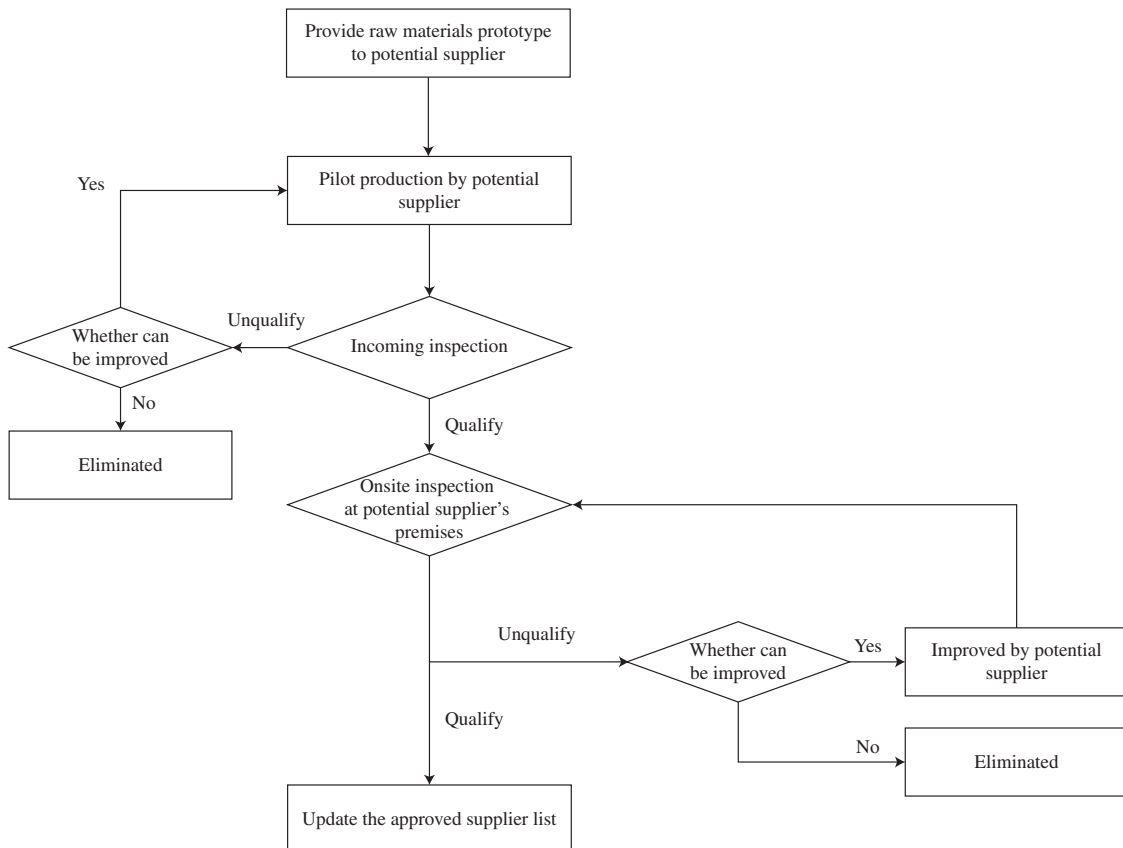 Provide raw materials prototype
to potential supplier
Yes
Pilot production by potential
supplier
Unqualify
Whether can
be improved
Incoming inspection
No
Qualify
Eliminated
Onsite inspection
at potential supplier’s
premises
Unqualify
Whether can
be improved
Yes
Improved by potential
supplier
Qualify
No
Eliminated
Update the approved supplier list